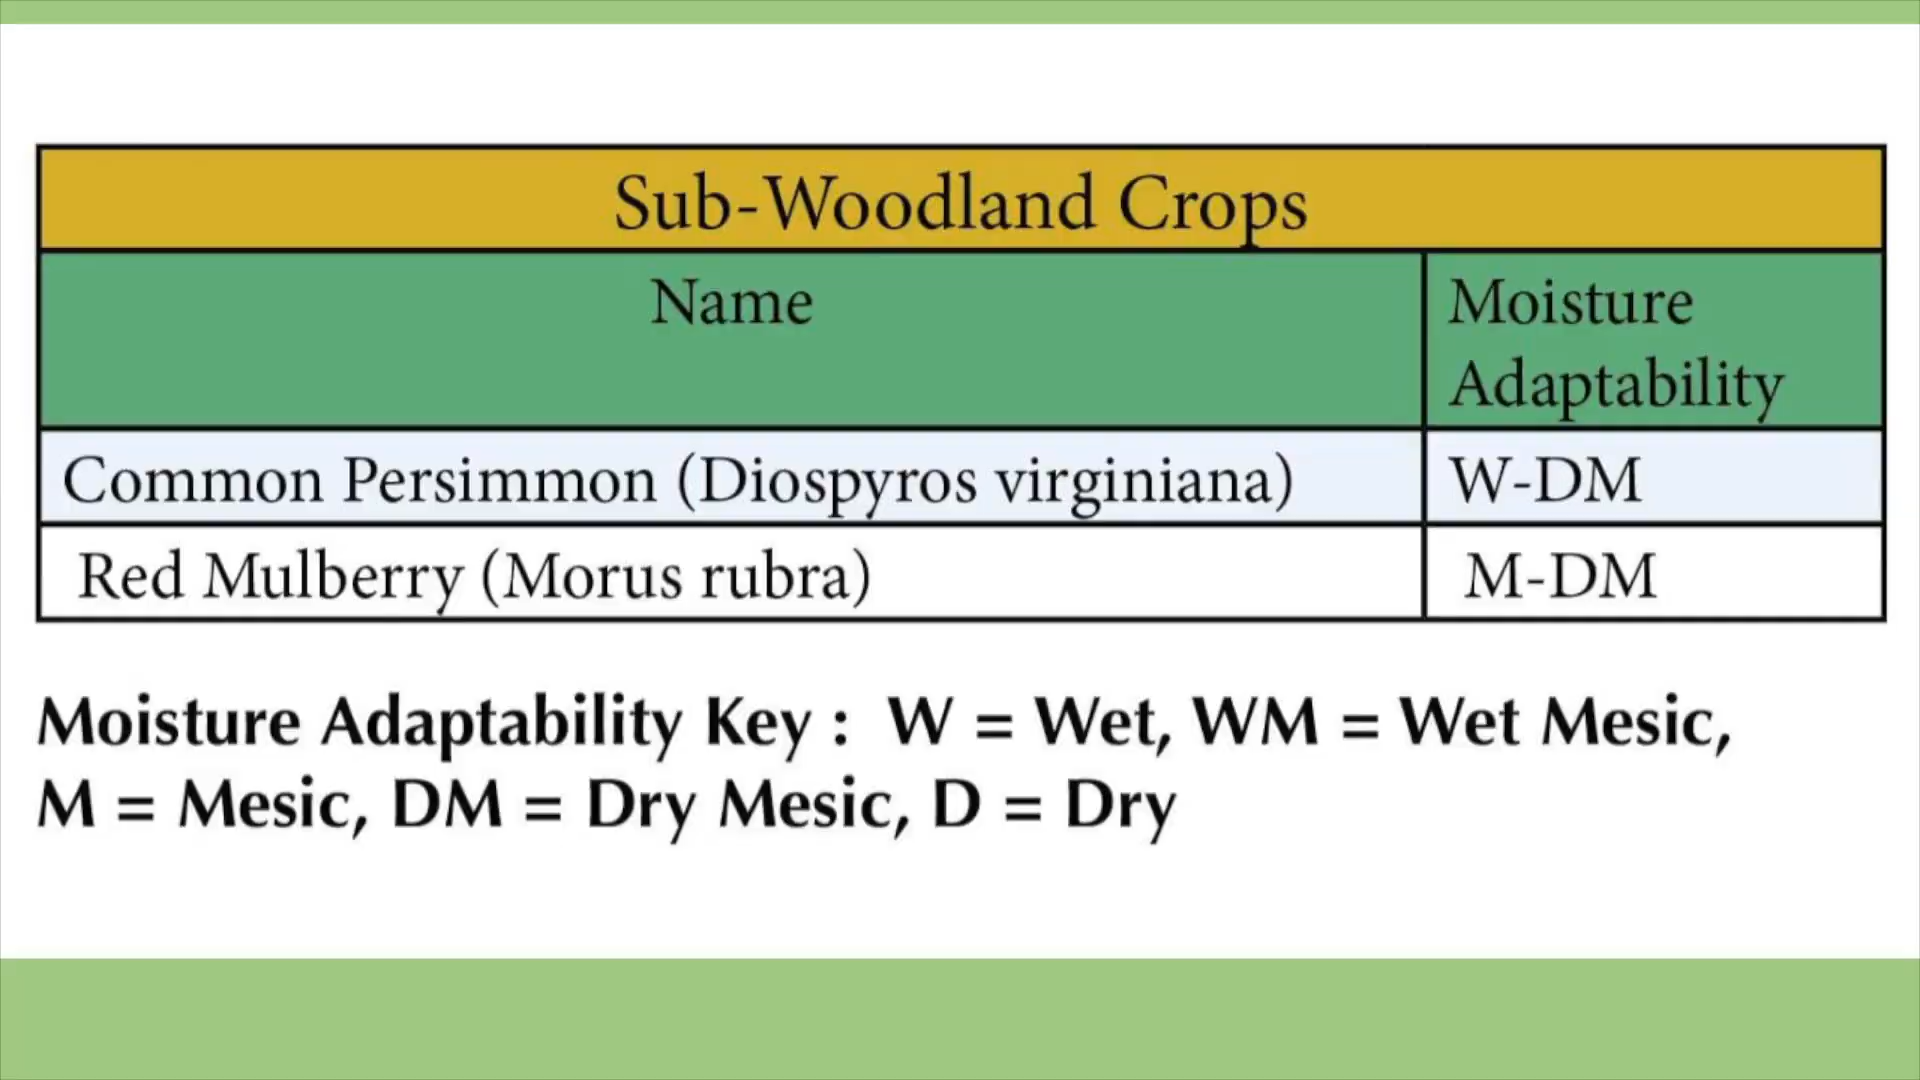 Sub-Woodland Crops
Name
Moisture
Adaptability
Common Persimmon (Diospyros virginiana)
W-DM
Red Mulberry (Morus rubra)
M-DM
Moisture Adaptability Key :  W = Wet, WM = Wet Mesic,
M = Mesic, DM = Dry Mesic, D = Dry